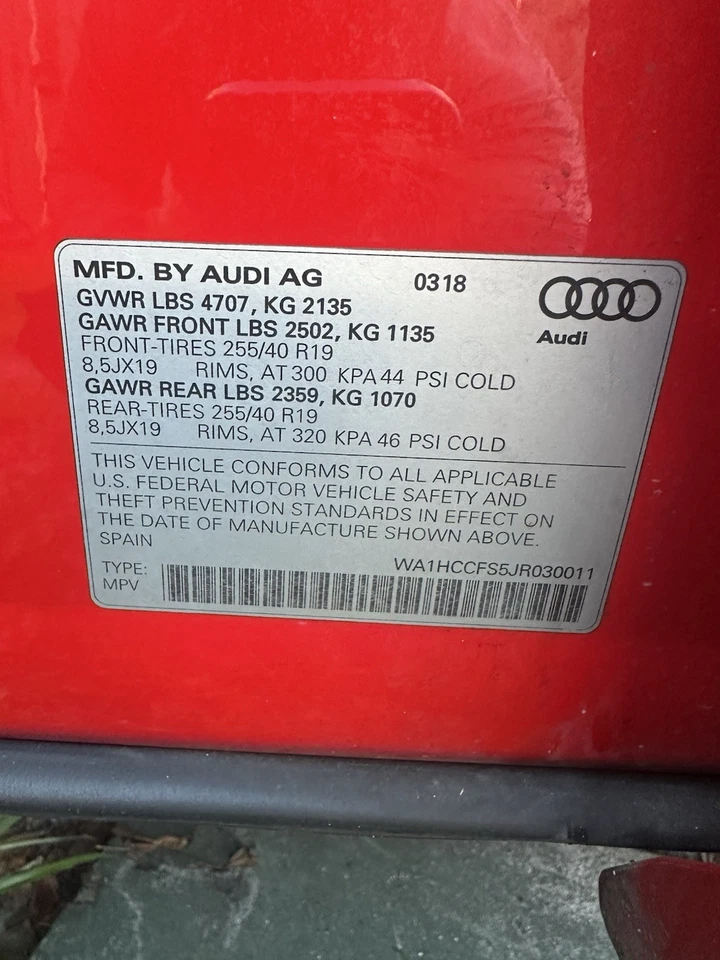 MFD. BY AUDI AG 0318
GVWR LBS 4707, KG 2135
GAWR FRONT LBS 2502, KG 1135
Audi
FRONT-TIRES 255/40 R19
8,5JX19 RIMS, AT 300 KPA 44 PSI COLD
GAWR REAR LBS 2359, KG 1070
REAR-TIRES 255/40 R19
8,5JX19 RIMS, AT 320 KPA 46 PSI COLD
THIS VEHICLE CONFORMS TO ALL APPLICABLE
U.S. FEDERAL MOTOR VEHICLE SAFETY AND
THEFT PREVENTION STANDARDS IN EFFECT ON
THE DATE OF MANUFACTURE SHOWN ABOVE.
SPAIN
WA1HCCFS5JR030011
TYPE:
MPV